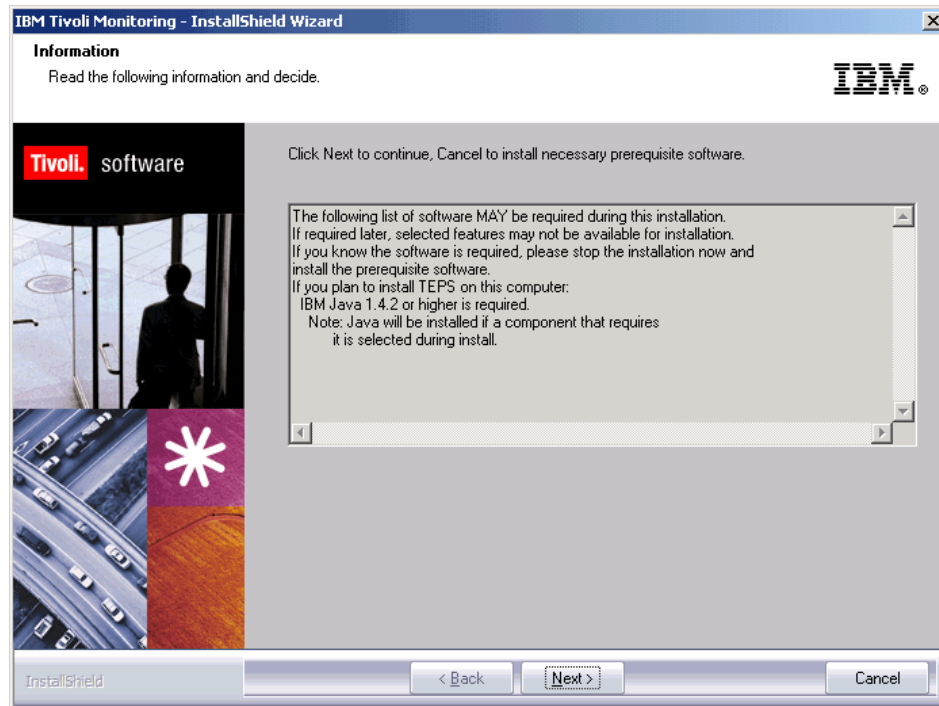 IBM Tivoli Monitoring - InstallShield Wizard
Information
Read the following information and decide.
IBM®
Tivoli. software
Click Next to continue, Cancel to install necessary prerequisite software.
The following list of software MAY be required during this installation.
If required later, selected features may not be available for installation.
If you know the software is required, please stop the installation now and
install the prerequisite software.
If you plan to install TEPS on this computer:
IBM Java 1.4.2 or higher is required.
Note: Java will be installed if a component that requires
it is selected during install.
InstallShield
< Back
Next >
Cancel